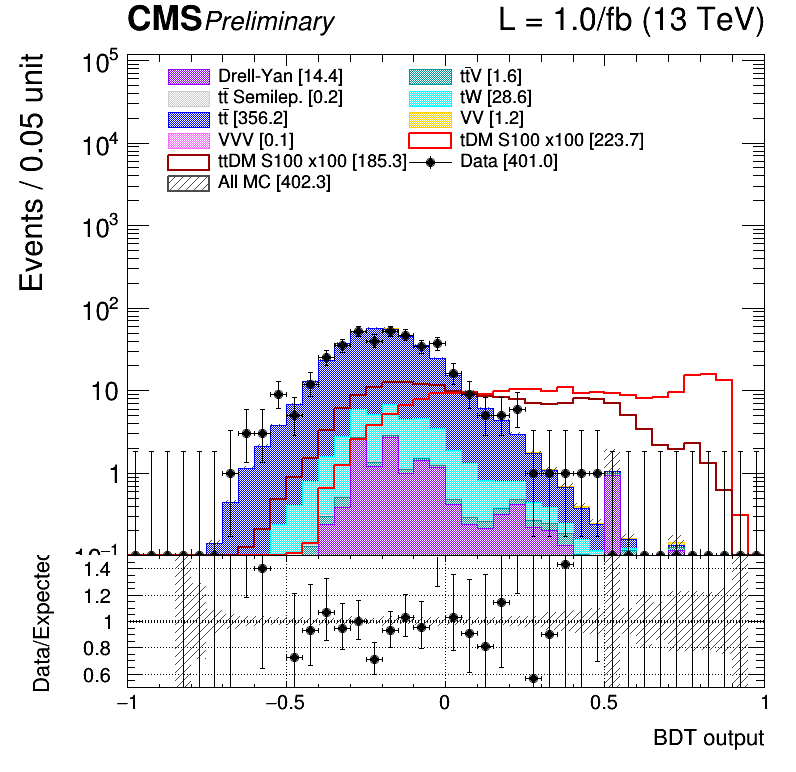 CMS Preliminary L = 1.0/fb (13 TeV)
Events / 0.05 unit
10⁵
10⁴
10³
10²
10
1
10⁻¹
Drell-Yan [14.4]
tt̄V [1.6]
tt̄ Semilep. [0.2]
tW [28.6]
tt̄ [356.2]
VV [1.2]
VVV [0.1]
tDM S100 x100 [223.7]
ttDM S100 x100 [185.3]
Data [401.0]
All MC [402.3]
Data/Expected
1.4
1.2
1
0.8
0.6
−1 −0.5 0 0.5 1
BDT output